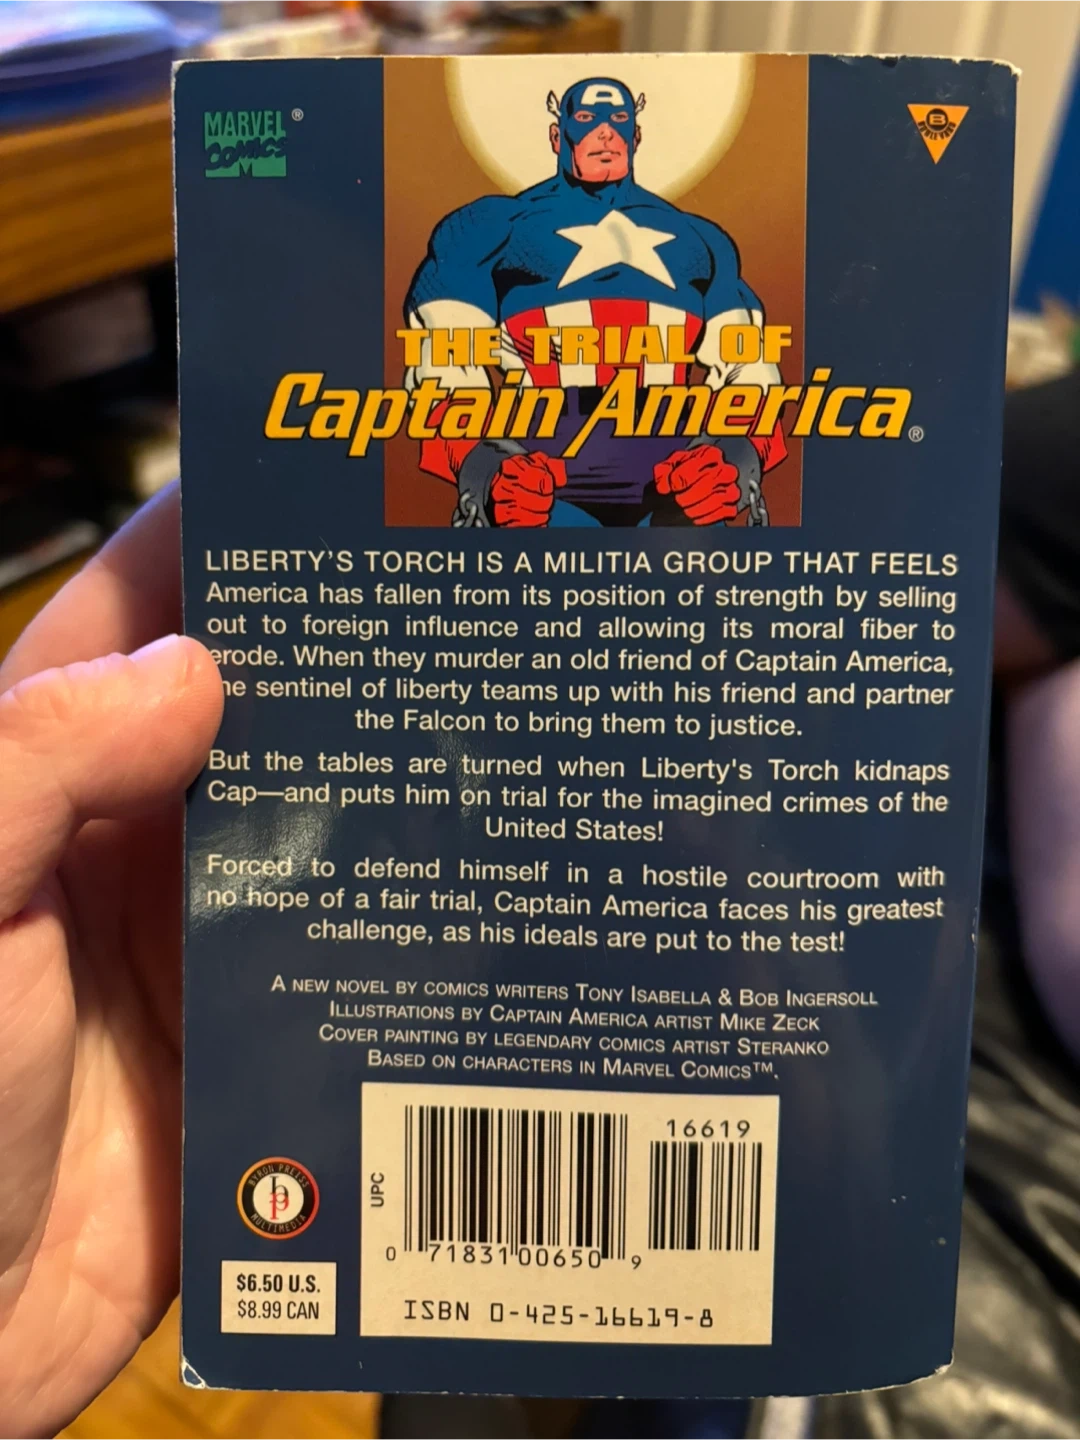 MARVEL ®
COMICS
M
B
A
THE TRIAL OF
Captain America®
LIBERTY'S TORCH IS A MILITIA GROUP THAT FEELS
America has fallen from its position of strength by selling
out to foreign influence and allowing its moral fiber to
erode. When they murder an old friend of Captain America,
he sentinel of liberty teams up with his friend and partner
the Falcon to bring them to justice.
But the tables are turned when Liberty's Torch kidnaps
Cap—and puts him on trial for the imagined crimes of the
United States!
Forced to defend himself in a hostile courtroom with
no hope of a fair trial, Captain America faces his greatest
challenge, as his ideals are put to the test!
A NEW NOVEL BY COMICS WRITERS TONY ISABELLA & BOB INGERSOLL
ILLUSTRATIONS BY CAPTAIN AMERICA ARTIST MIKE ZECK
COVER PAINTING BY LEGENDARY COMICS ARTIST STERANKO
BASED ON CHARACTERS IN MARVEL COMICS™.
16619
UPC
0 71831 00650 9
BYRON PREISS
bp
MULTIMEDIA
$6.50 U.S.
$8.99 CAN
ISBN 0-425-16619-8